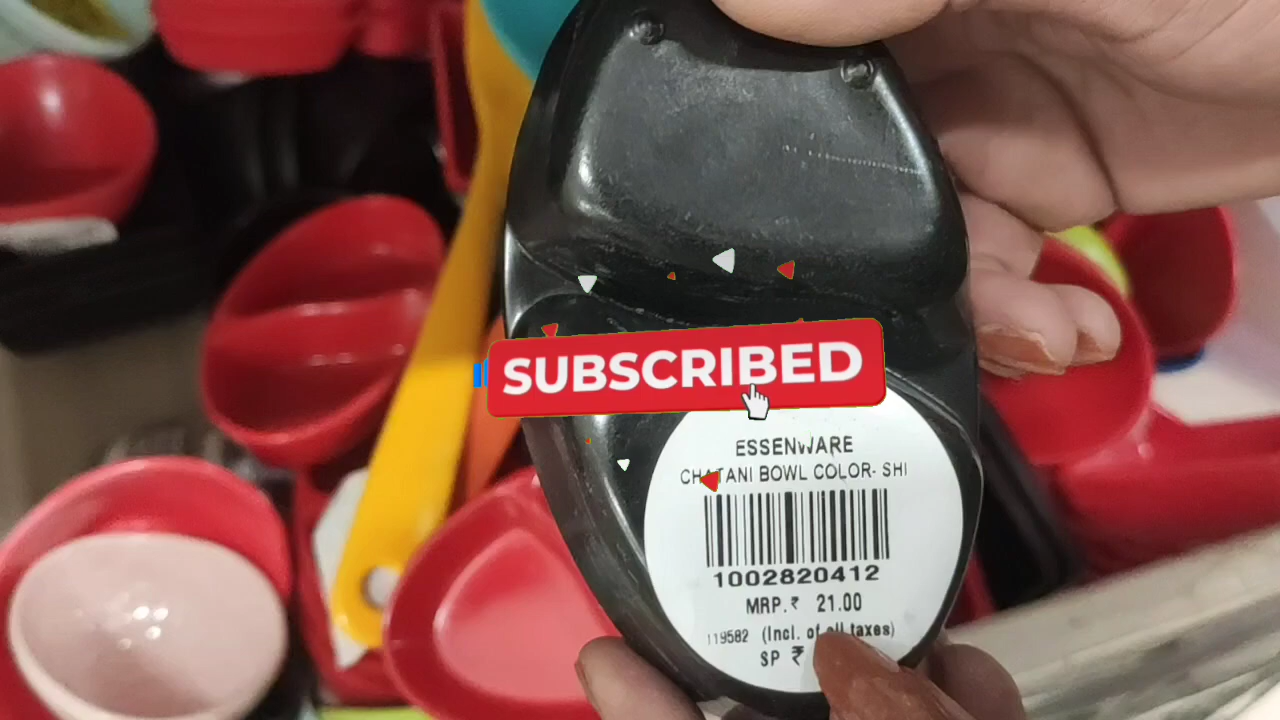 SUBSCRIBED
ESSENWARE
CHATANI BOWL COLOR- SHI
1002820412
MRP.₹ 21.00
119582 (Incl. of all taxes)
SP ₹